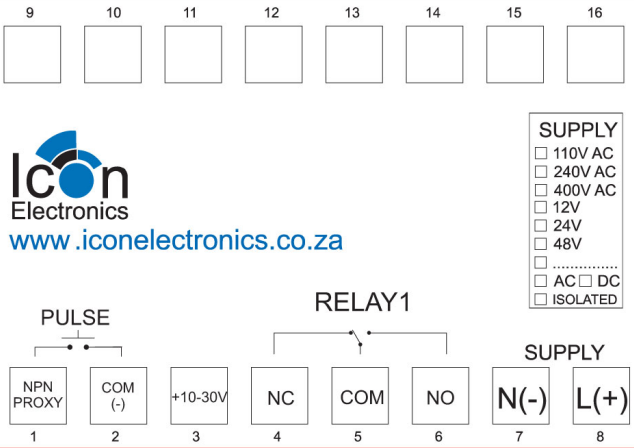 9 10 11 12 13 14 15 16
SUPPLY
110V AC
240V AC
400V AC
12V
24V
48V
................
AC DC
ISOLATED
Icon
Electronics
www.iconelectronics.co.za
PULSE
RELAY1
SUPPLY
NPN
PROXY
COM
(-)
+10-30V
NC
COM
NO
N(-)
L(+)
1 2 3 4 5 6 7 8